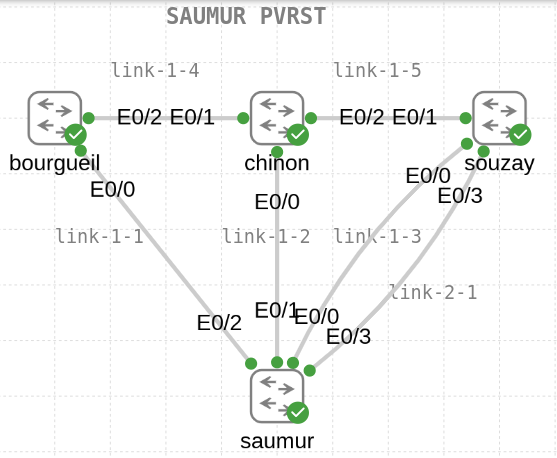 SAUMUR PVRST
link-1-4
link-1-5
E0/2 E0/1
E0/2 E0/1
bourgueil
chinon
souzay
E0/0
E0/0
E0/0
E0/3
link-1-1
link-1-2
link-1-3
link-2-1
E0/2
E0/1
E0/0
E0/3
saumur